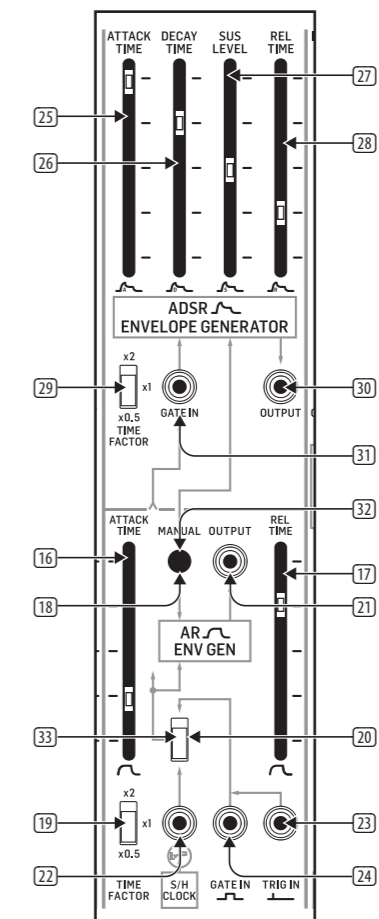 ATTACK TIME
DECAY TIME
SUS LEVEL
REL TIME
25
26
27
28
A
D
S
R
ADSR
ENVELOPE GENERATOR
x2
x1
x0.5
TIME
FACTOR
29
GATE IN
OUTPUT
30
31
32
ATTACK TIME
MANUAL
OUTPUT
REL TIME
16
18
17
21
AR
ENV GEN
33
20
19
x2
x1
x0.5
22
23
24
TIME
FACTOR
S/H
CLOCK
GATE IN
TRIG IN